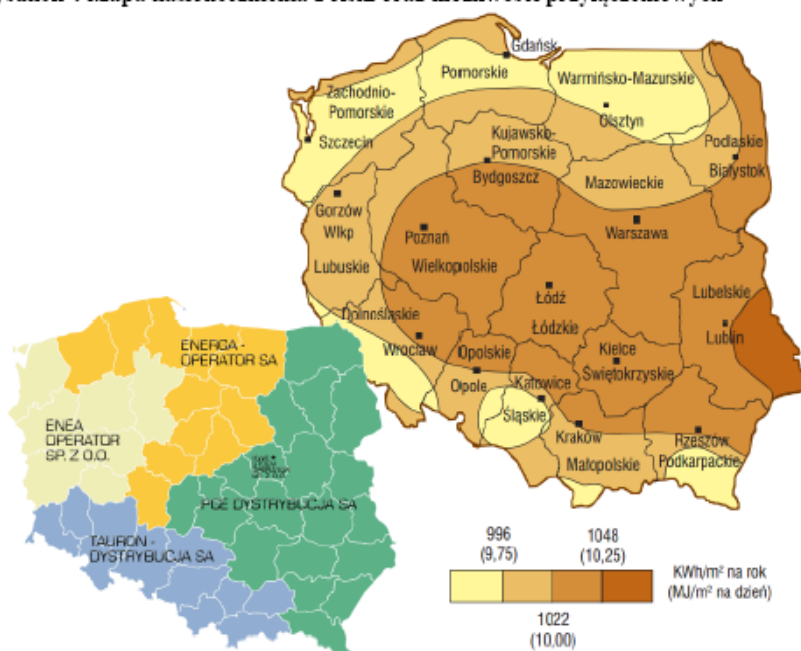 Gdańsk
Pomorskie
Warmińsko-Mazurskie
Zachodnio-
Pomorskie
Olsztyn
Szczecin
Kujawsko-
Pomorskie
Podlaskie
Białystok
Bydgoszcz
Mazowieckie
Gorzów
Wlkp
Poznań
Warszawa
Lubuskie
Wielkopolskie
Lubelskie
Łódź
Łódzkie
Dolnośląskie
Lublin
Wrocław
Opolskie
Kielce
Świętokrzyskie
Opole
Katowice
Śląskie
Kraków
Rzeszów
Małopolskie
Podkarpackie
ENERGA -
OPERATOR SA
ENEA
OPERATOR
SP. Z O.O.
PGE DYSTRYBUCJA SA
TAURON -
DYSTRYBUCJA SA
996
(9,75)
1048
(10,25)
KWh/m² na rok
(MJ/m² na dzień)
1022
(10,00)